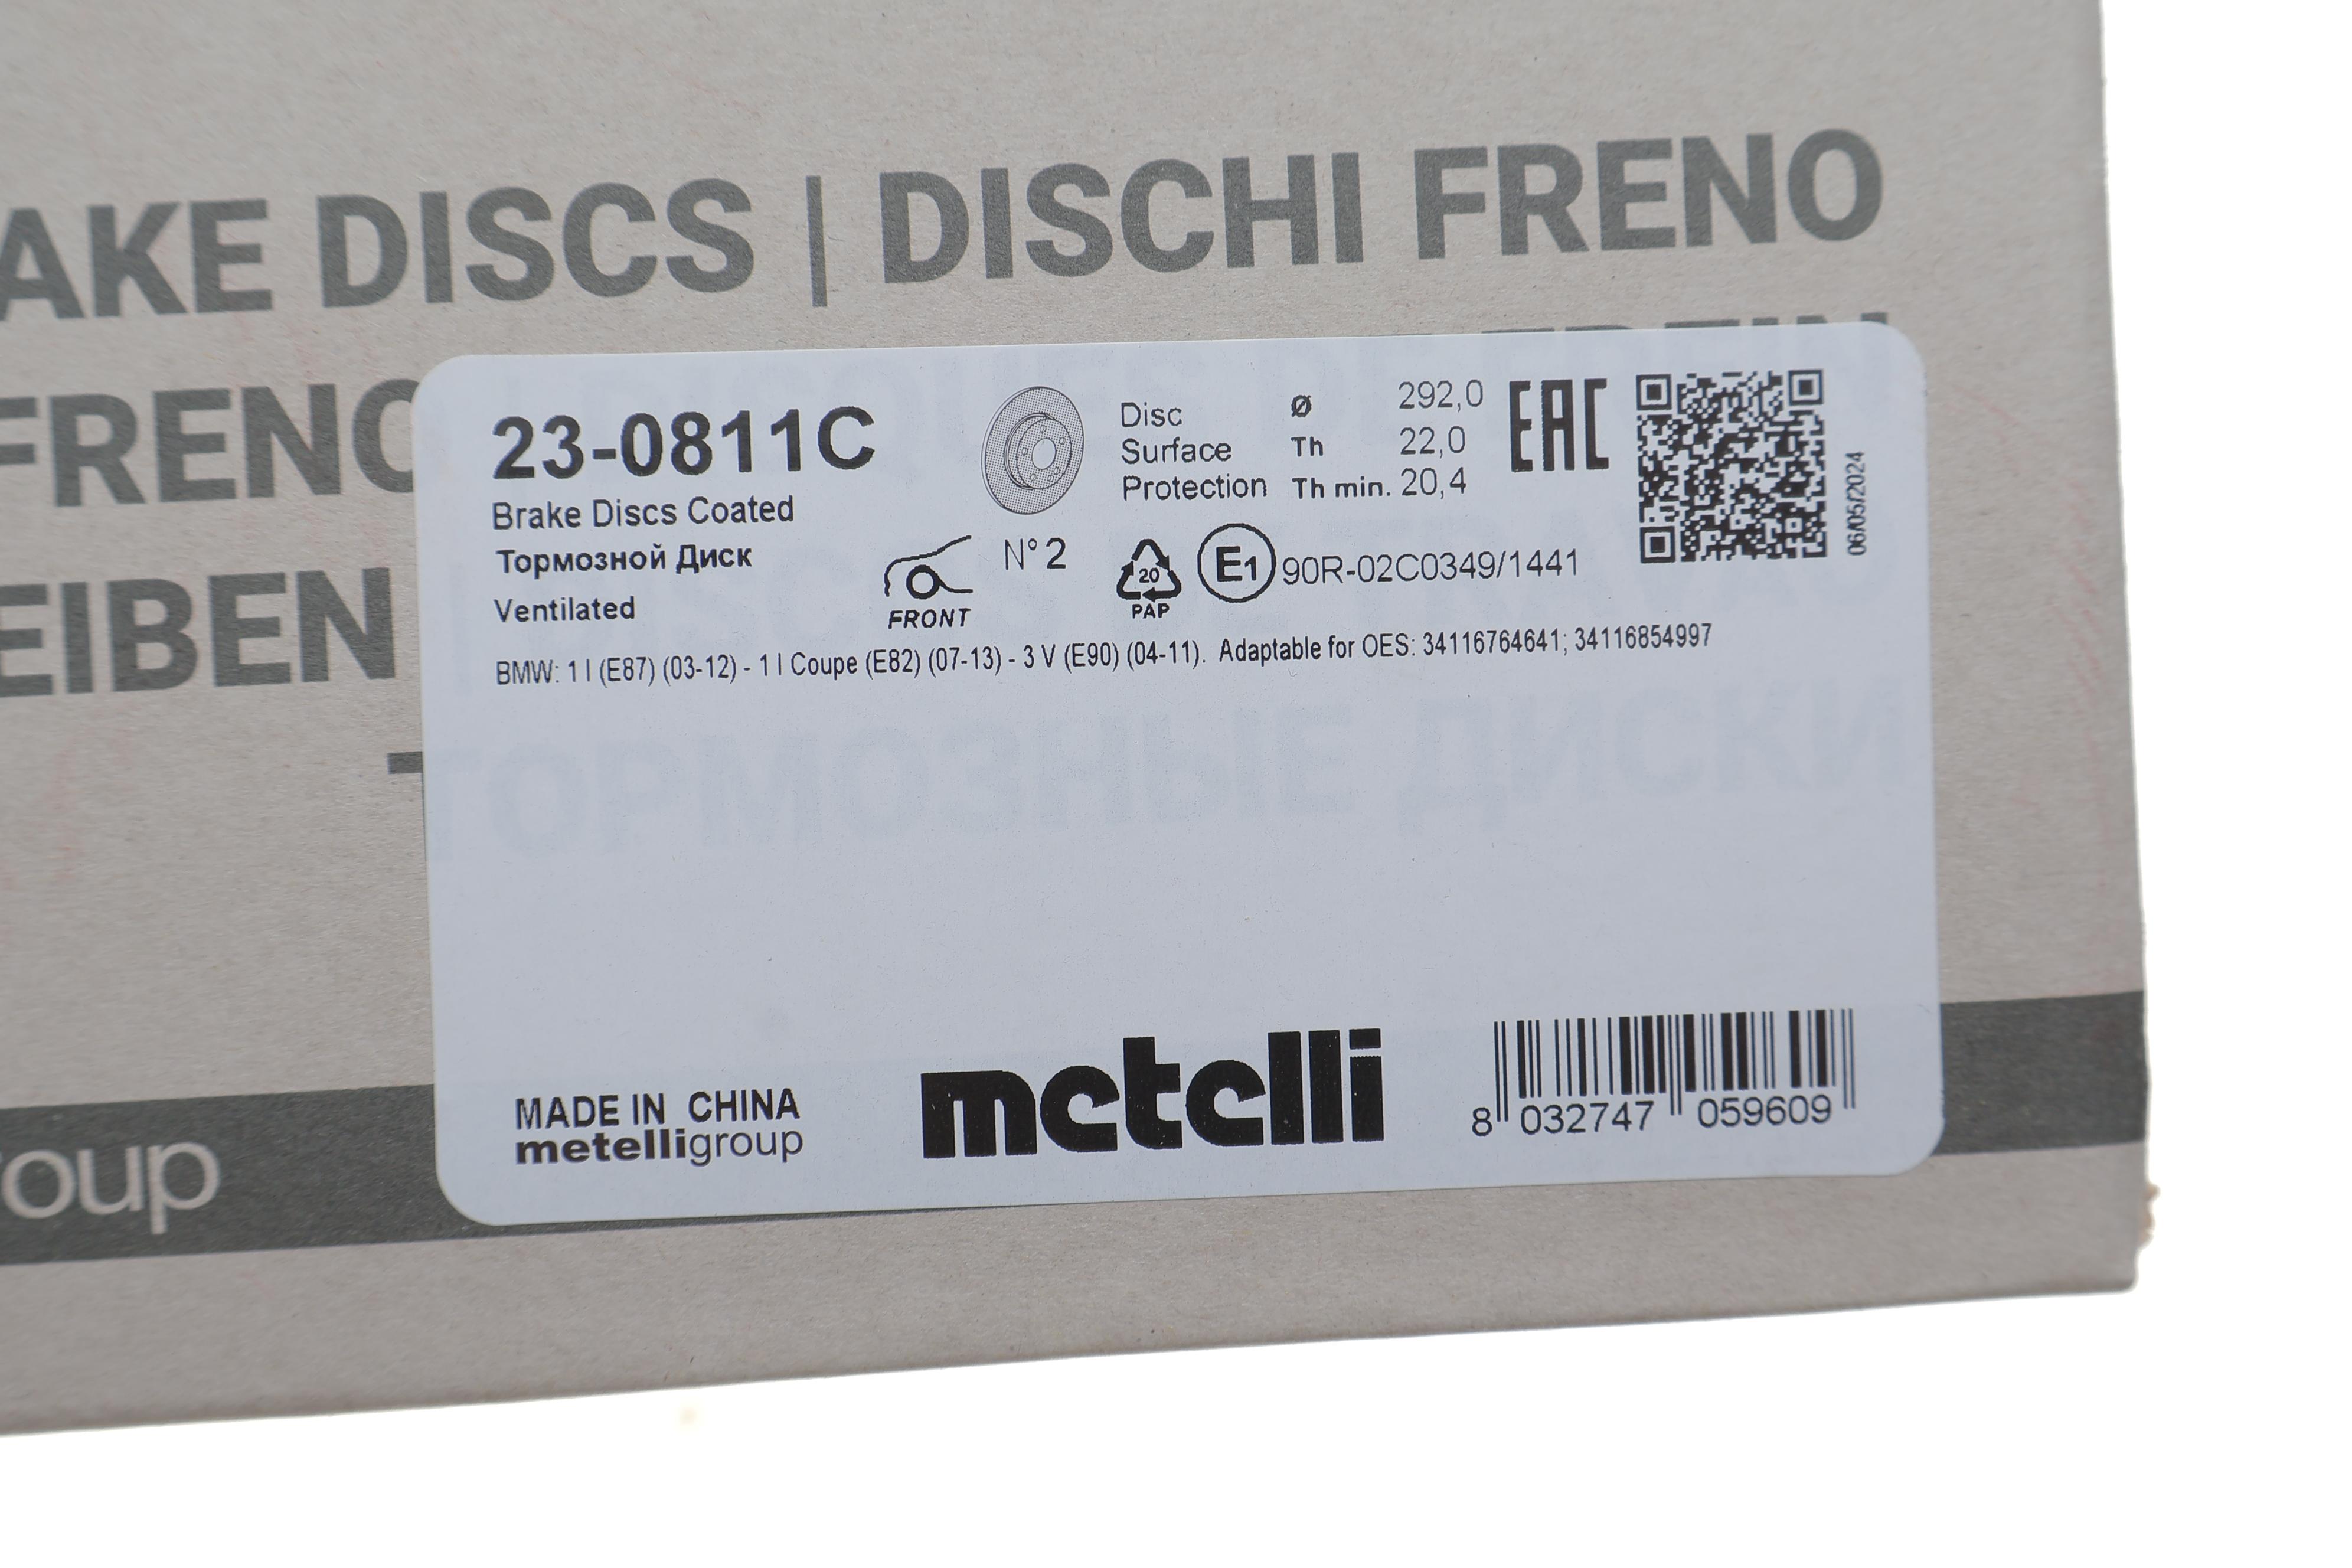 AKE DISCS | DISCHI FRENO
FRENO
EIBEN
23-0811C
Brake Discs Coated
Тормозной Диск
Ventilated
FRONT
N° 2
Disc
Surface
Protection
Ø 292,0
Th 22,0
Th min. 20,4
EAC
06/05/2024
20
PAP
E1 90R-02C0349/1441
BMW: 1 I (E87) (03-12) - 1 I Coupe (E82) (07-13) - 3 V (E90) (04-11). Adaptable for OES: 34116764641; 34116854997
ТОРМОЗНЫЕ ДИСКИ
MADE IN CHINA
metelligroup
metelli
8 032747 059609
oup